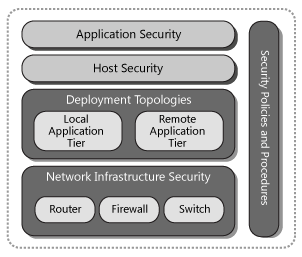 Application Security
Host Security
Deployment Topologies
Local
Application
Tier
Remote
Application
Tier
Network Infrastructure Security
Router
Firewall
Switch
Security Policies and Procedures